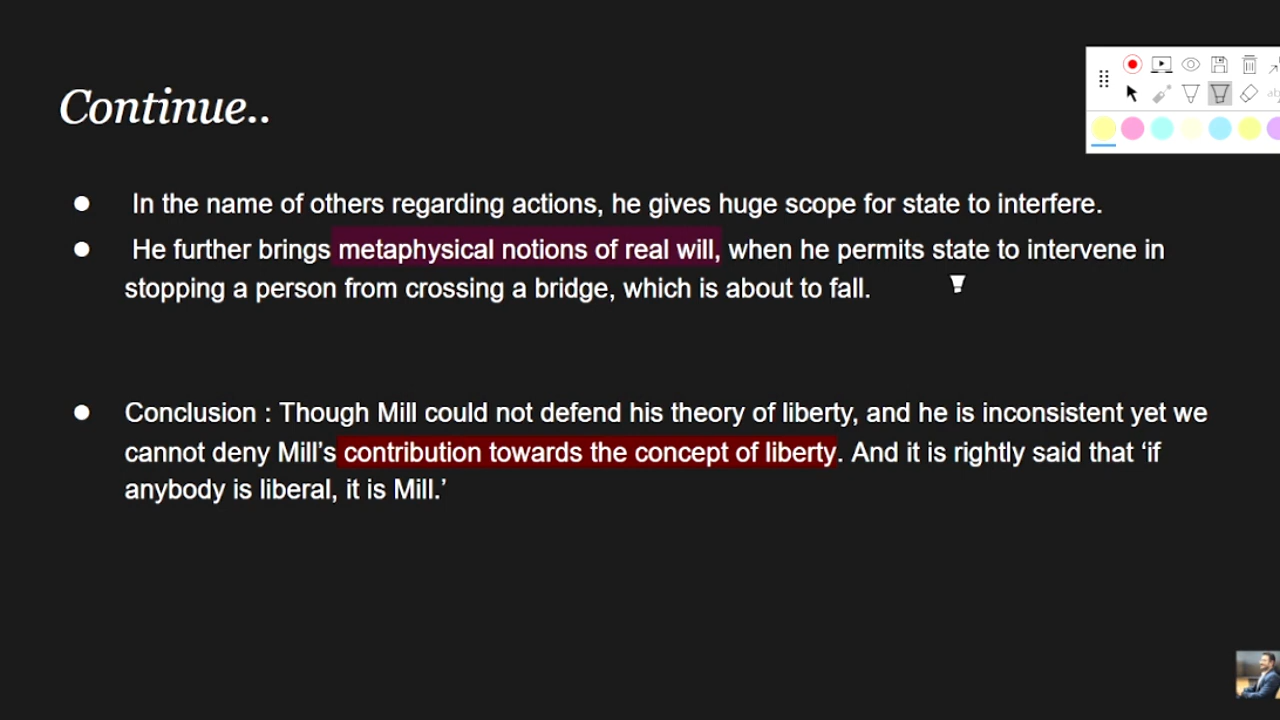 Continue..
● In the name of others regarding actions, he gives huge scope for state to interfere.
● He further brings metaphysical notions of real will, when he permits state to intervene in
stopping a person from crossing a bridge, which is about to fall.
● Conclusion : Though Mill could not defend his theory of liberty, and he is inconsistent yet we
cannot deny Mill’s contribution towards the concept of liberty. And it is rightly said that ‘if
anybody is liberal, it is Mill.’